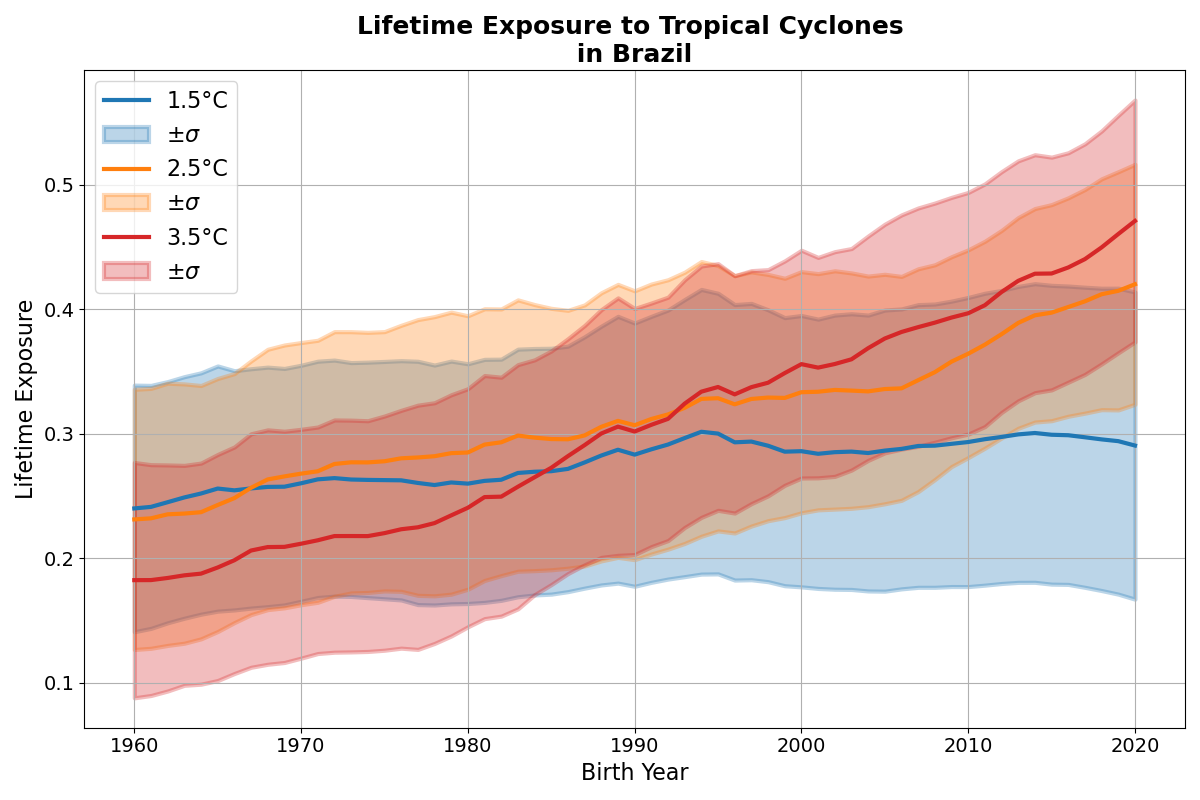 Lifetime Exposure to Tropical Cyclones
in Brazil
1.5°C
±σ
2.5°C
±σ
3.5°C
±σ
Lifetime Exposure
0.5
0.4
0.3
0.2
0.1
1960 1970 1980 1990 2000 2010 2020
Birth Year